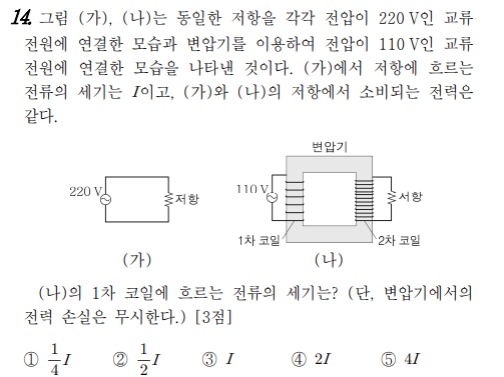 14. 그림 (가), (나)는 동일한 저항을 각각 전압이 220 V인 교류
전원에 연결한 모습과 변압기를 이용하여 전압이 110 V인 교류
전원에 연결한 모습을 나타낸 것이다. (가)에서 저항에 흐르는
전류의 세기는 I이고, (가)와 (나)의 저항에서 소비되는 전력은
같다.
변압기
220 V
저항
110 V
저항
1차 코일
2차 코일
(가)
(나)
(나)의 1차 코일에 흐르는 전류의 세기는? (단, 변압기에서의
전력 손실은 무시한다.) [3점]
① 1/4 I ② 1/2 I ③ I ④ 2I ⑤ 4I